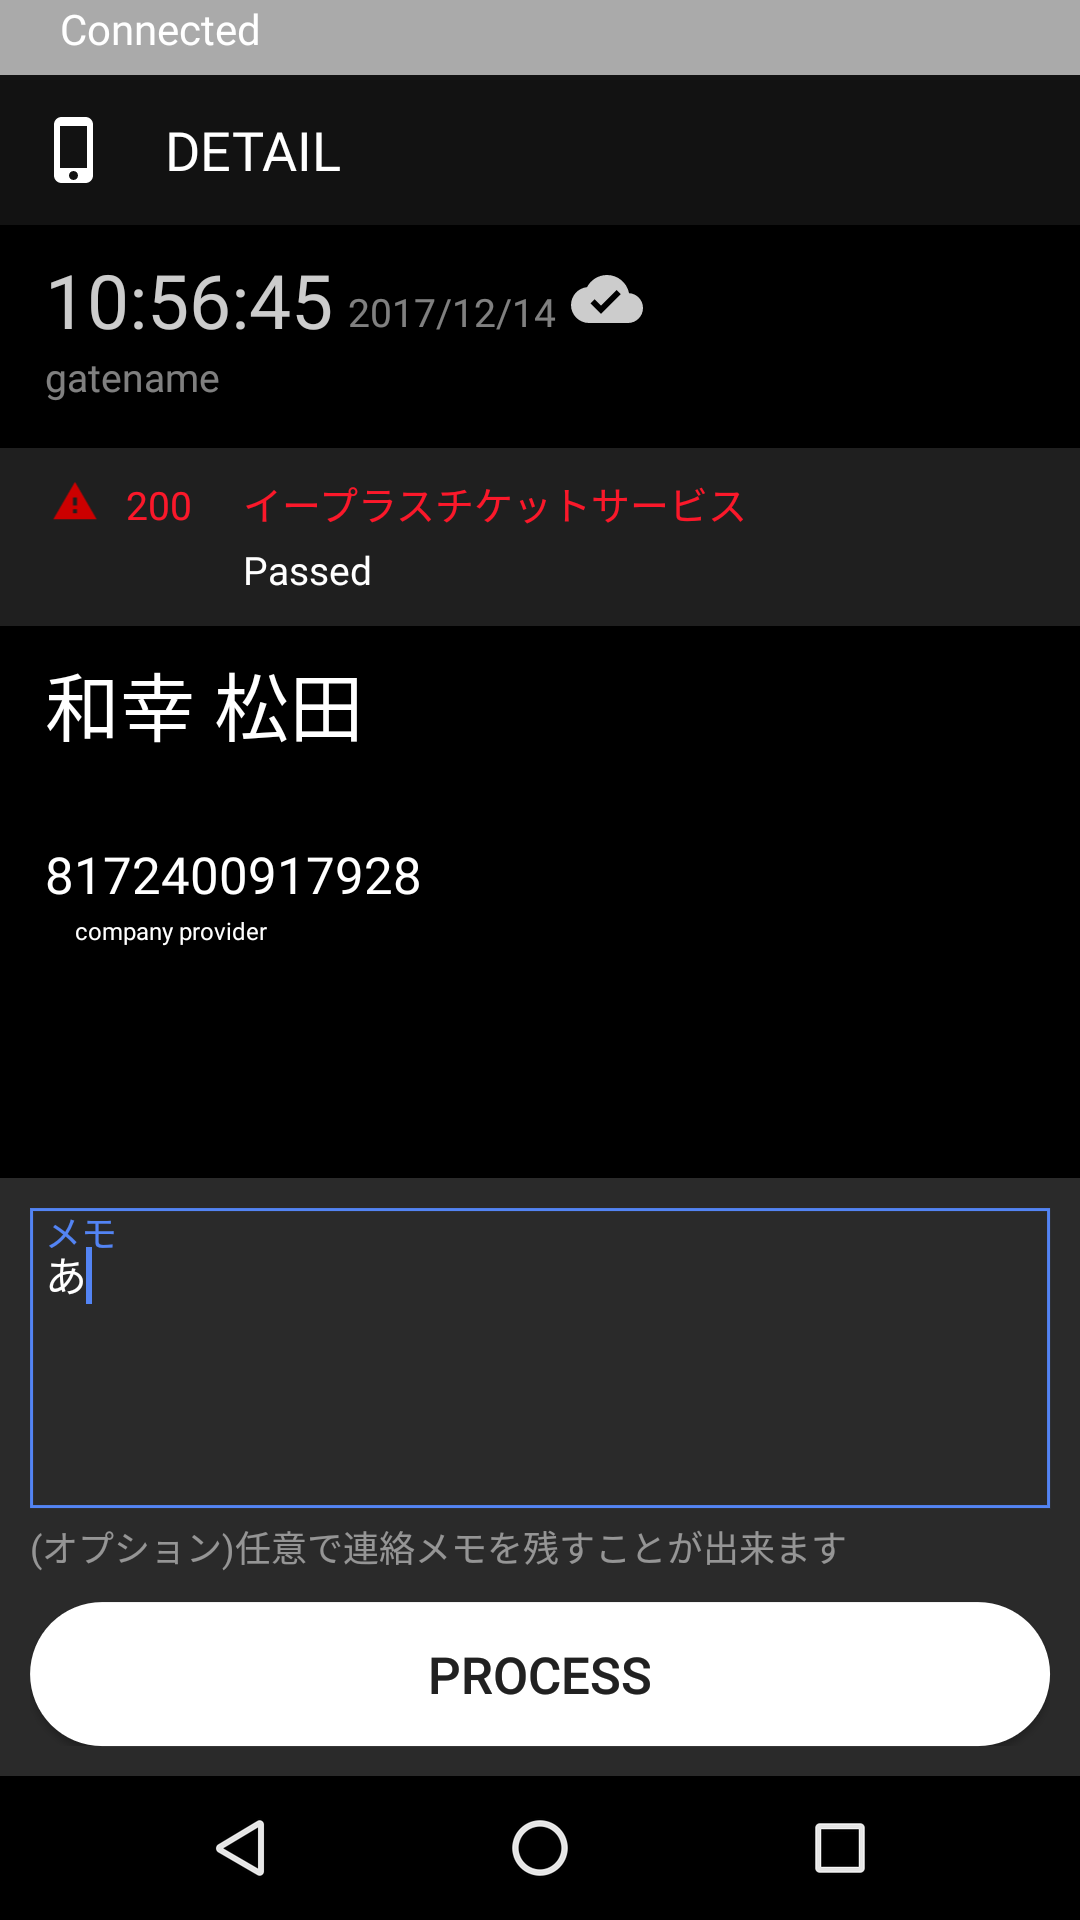 Connected
DETAIL
10:56:45 2017/12/14
gatename
200 イープラスチケットサービス
Passed
和幸 松田
8172400917928
company provider
メモ
あ
(オプション)任意で連絡メモを残すことが出来ます
PROCESS